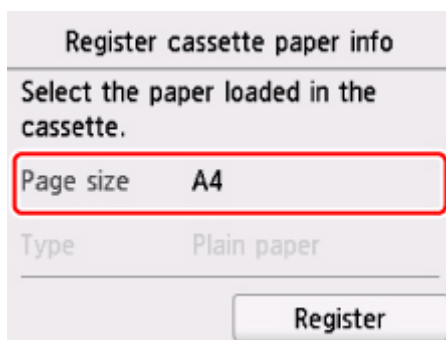 Register cassette paper info
Select the paper loaded in the
cassette.
Page size A4
Type Plain paper
Register